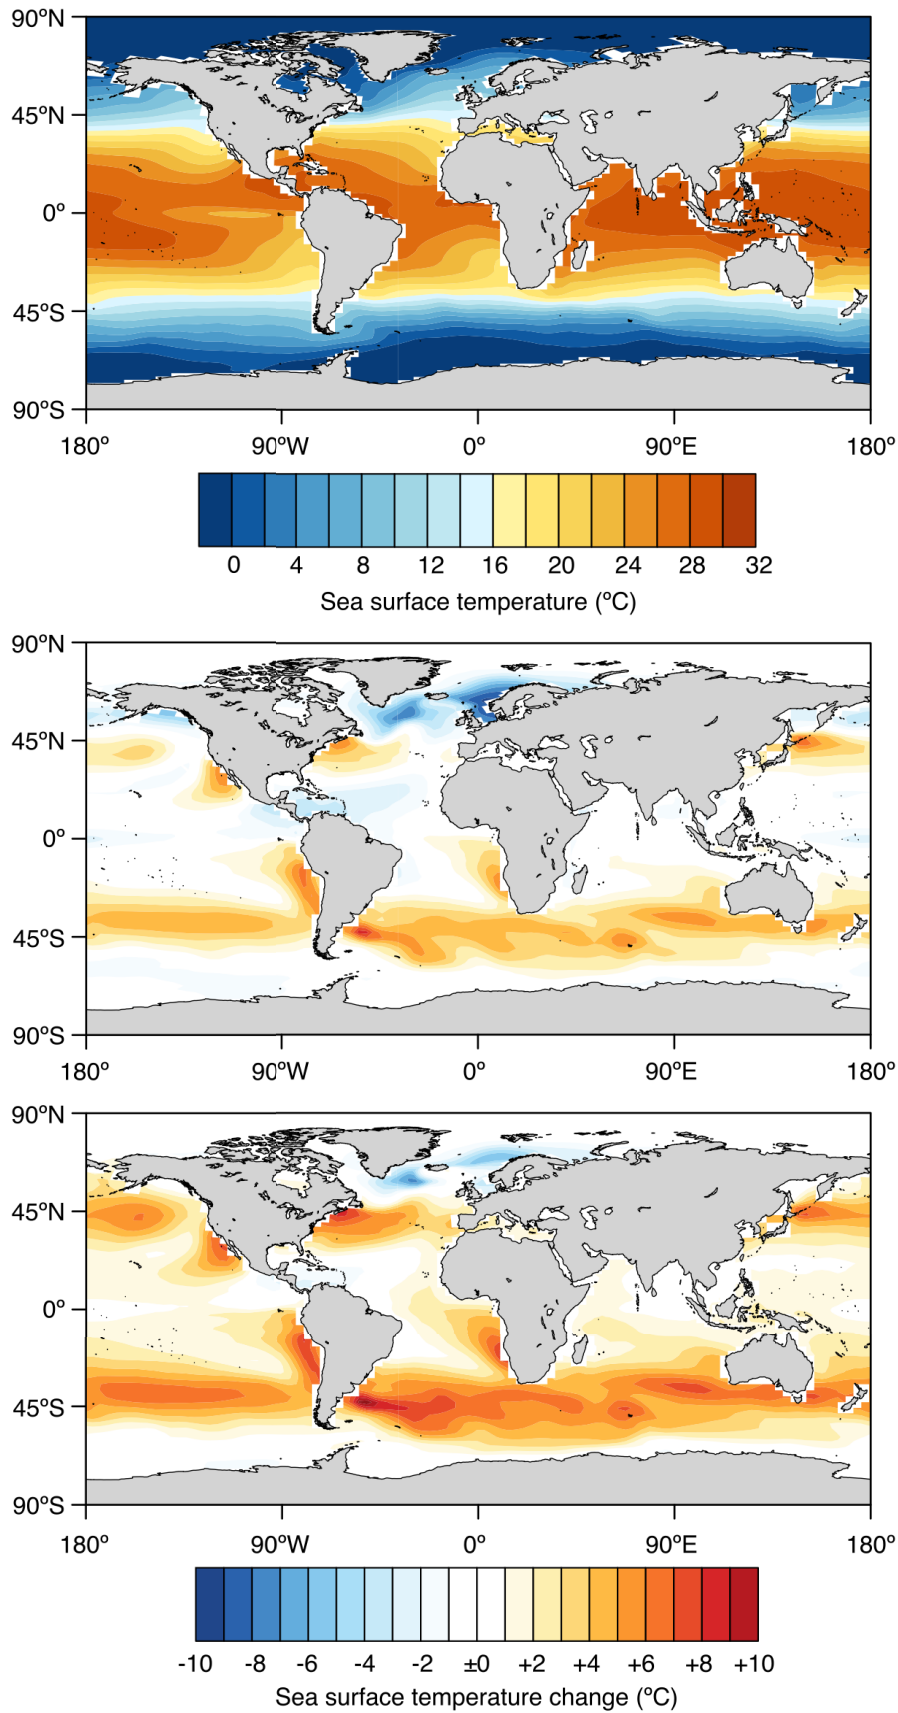 90ºN
45ºN
0º
45ºS
90ºS
180º 90ºW 0º 90ºE 180º
0 4 8 12 16 20 24 28 32
Sea surface temperature (ºC)
90ºN
45ºN
0º
45ºS
90ºS
180º 90ºW 0º 90ºE 180º
90ºN
45ºN
0º
45ºS
90ºS
180º 90ºW 0º 90ºE 180º
-10 -8 -6 -4 -2 ±0 +2 +4 +6 +8 +10
Sea surface temperature change (ºC)